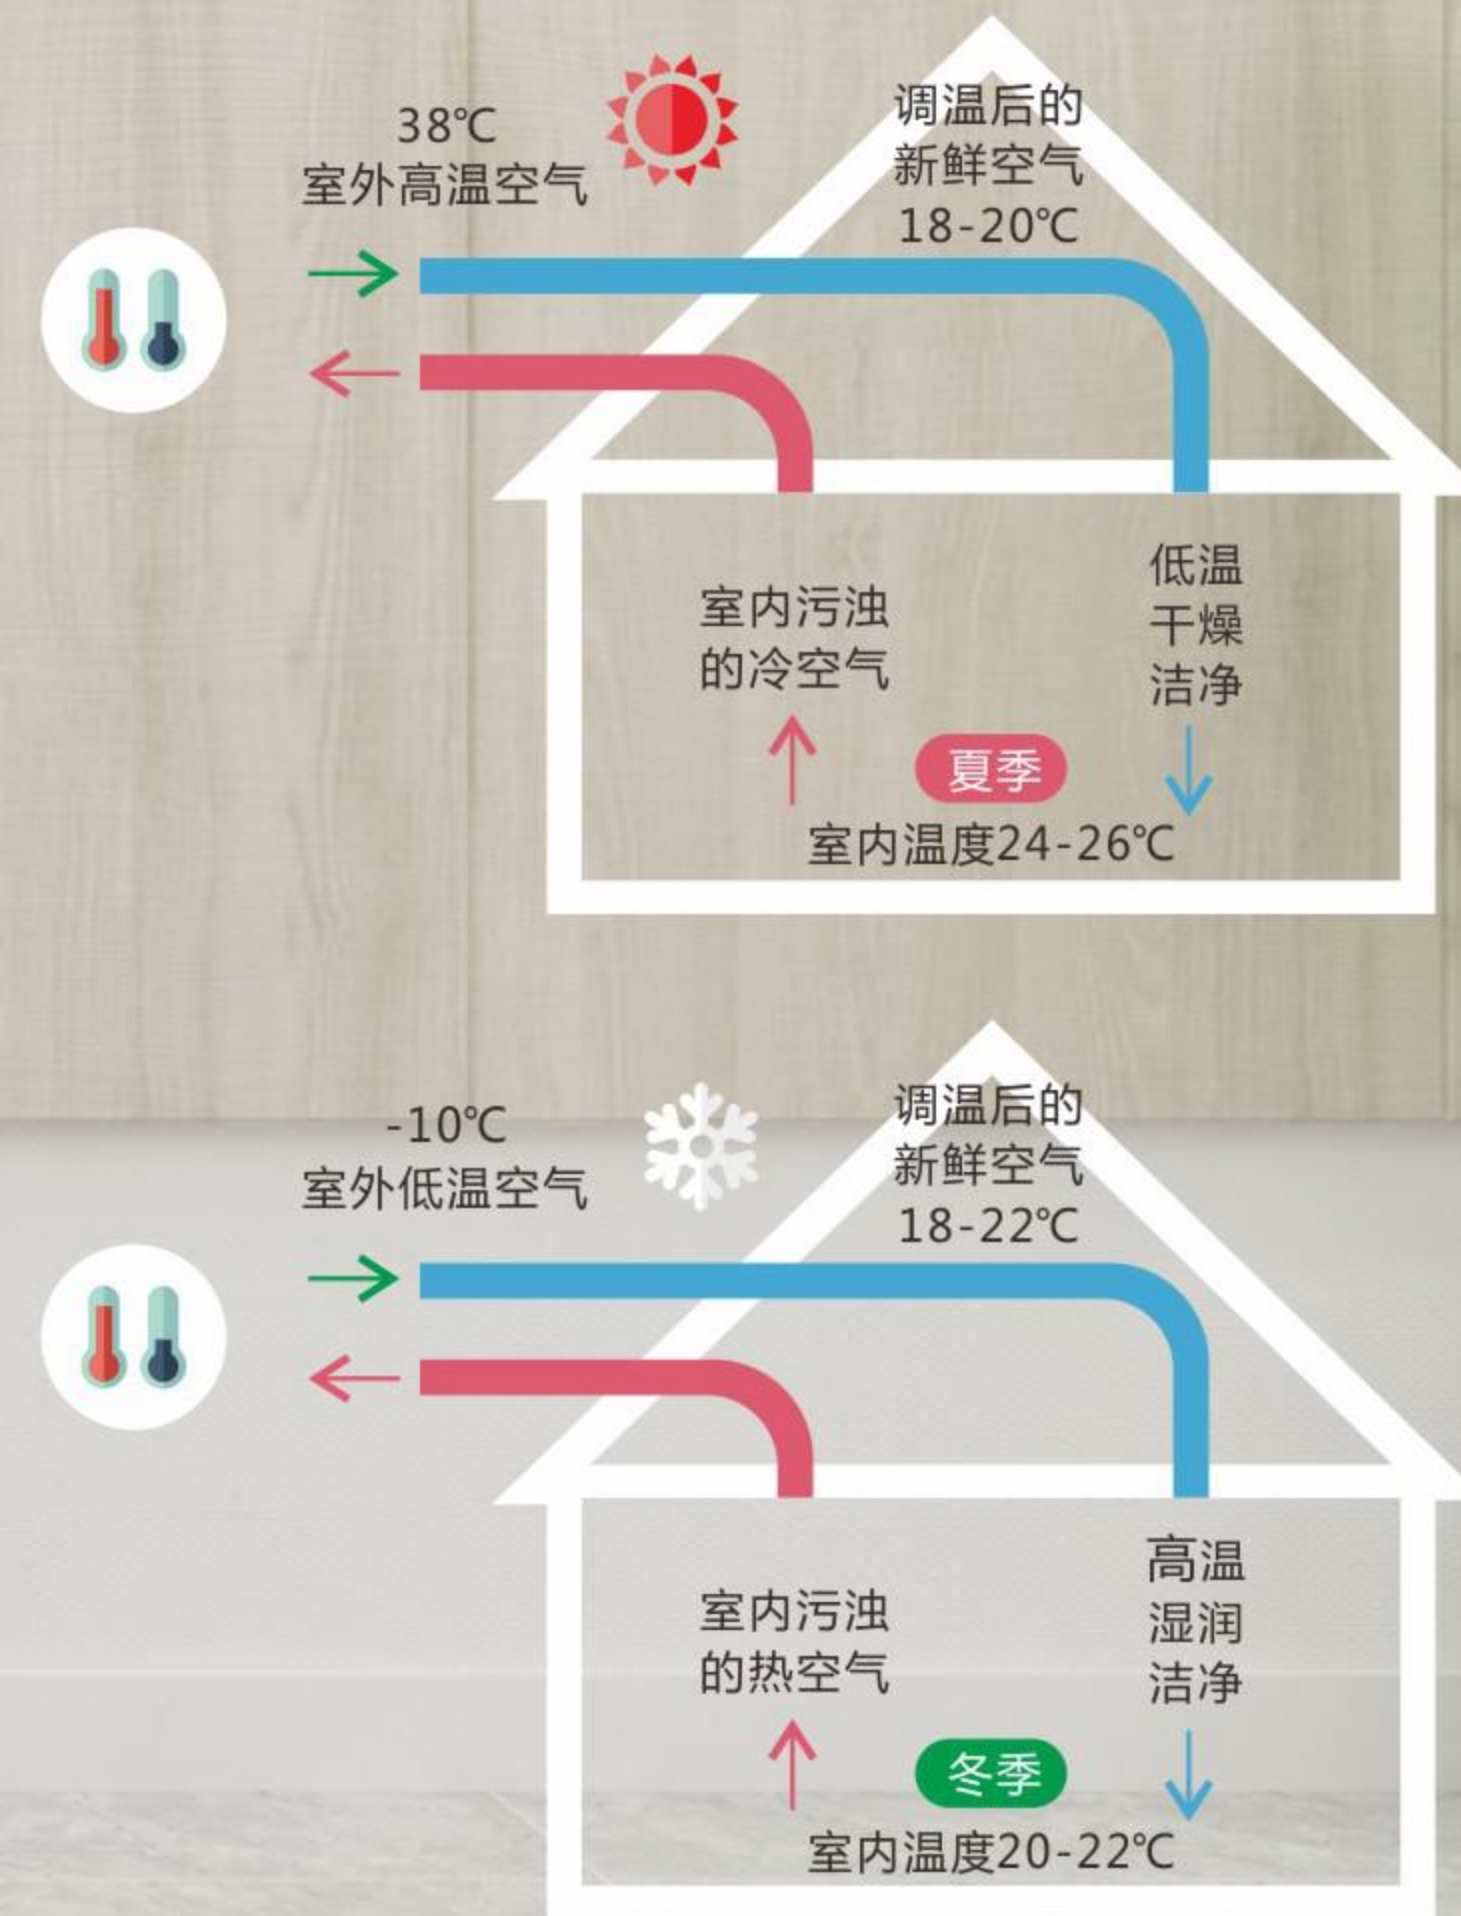 38℃
室外高温空气
调温后的
新鲜空气
18-20℃
室内污浊
的冷空气
低温
干燥
洁净
夏季
室内温度24-26℃
-10℃
室外低温空气
调温后的
新鲜空气
18-22℃
室内污浊
的热空气
高温
湿润
洁净
冬季
室内温度20-22℃